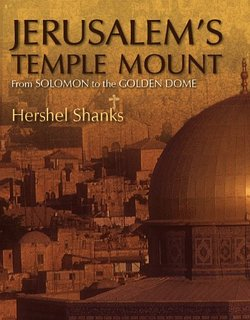 JERUSALEM'S
TEMPLE MOUNT
From SOLOMON to the GOLDEN DOME
Hershel Shanks